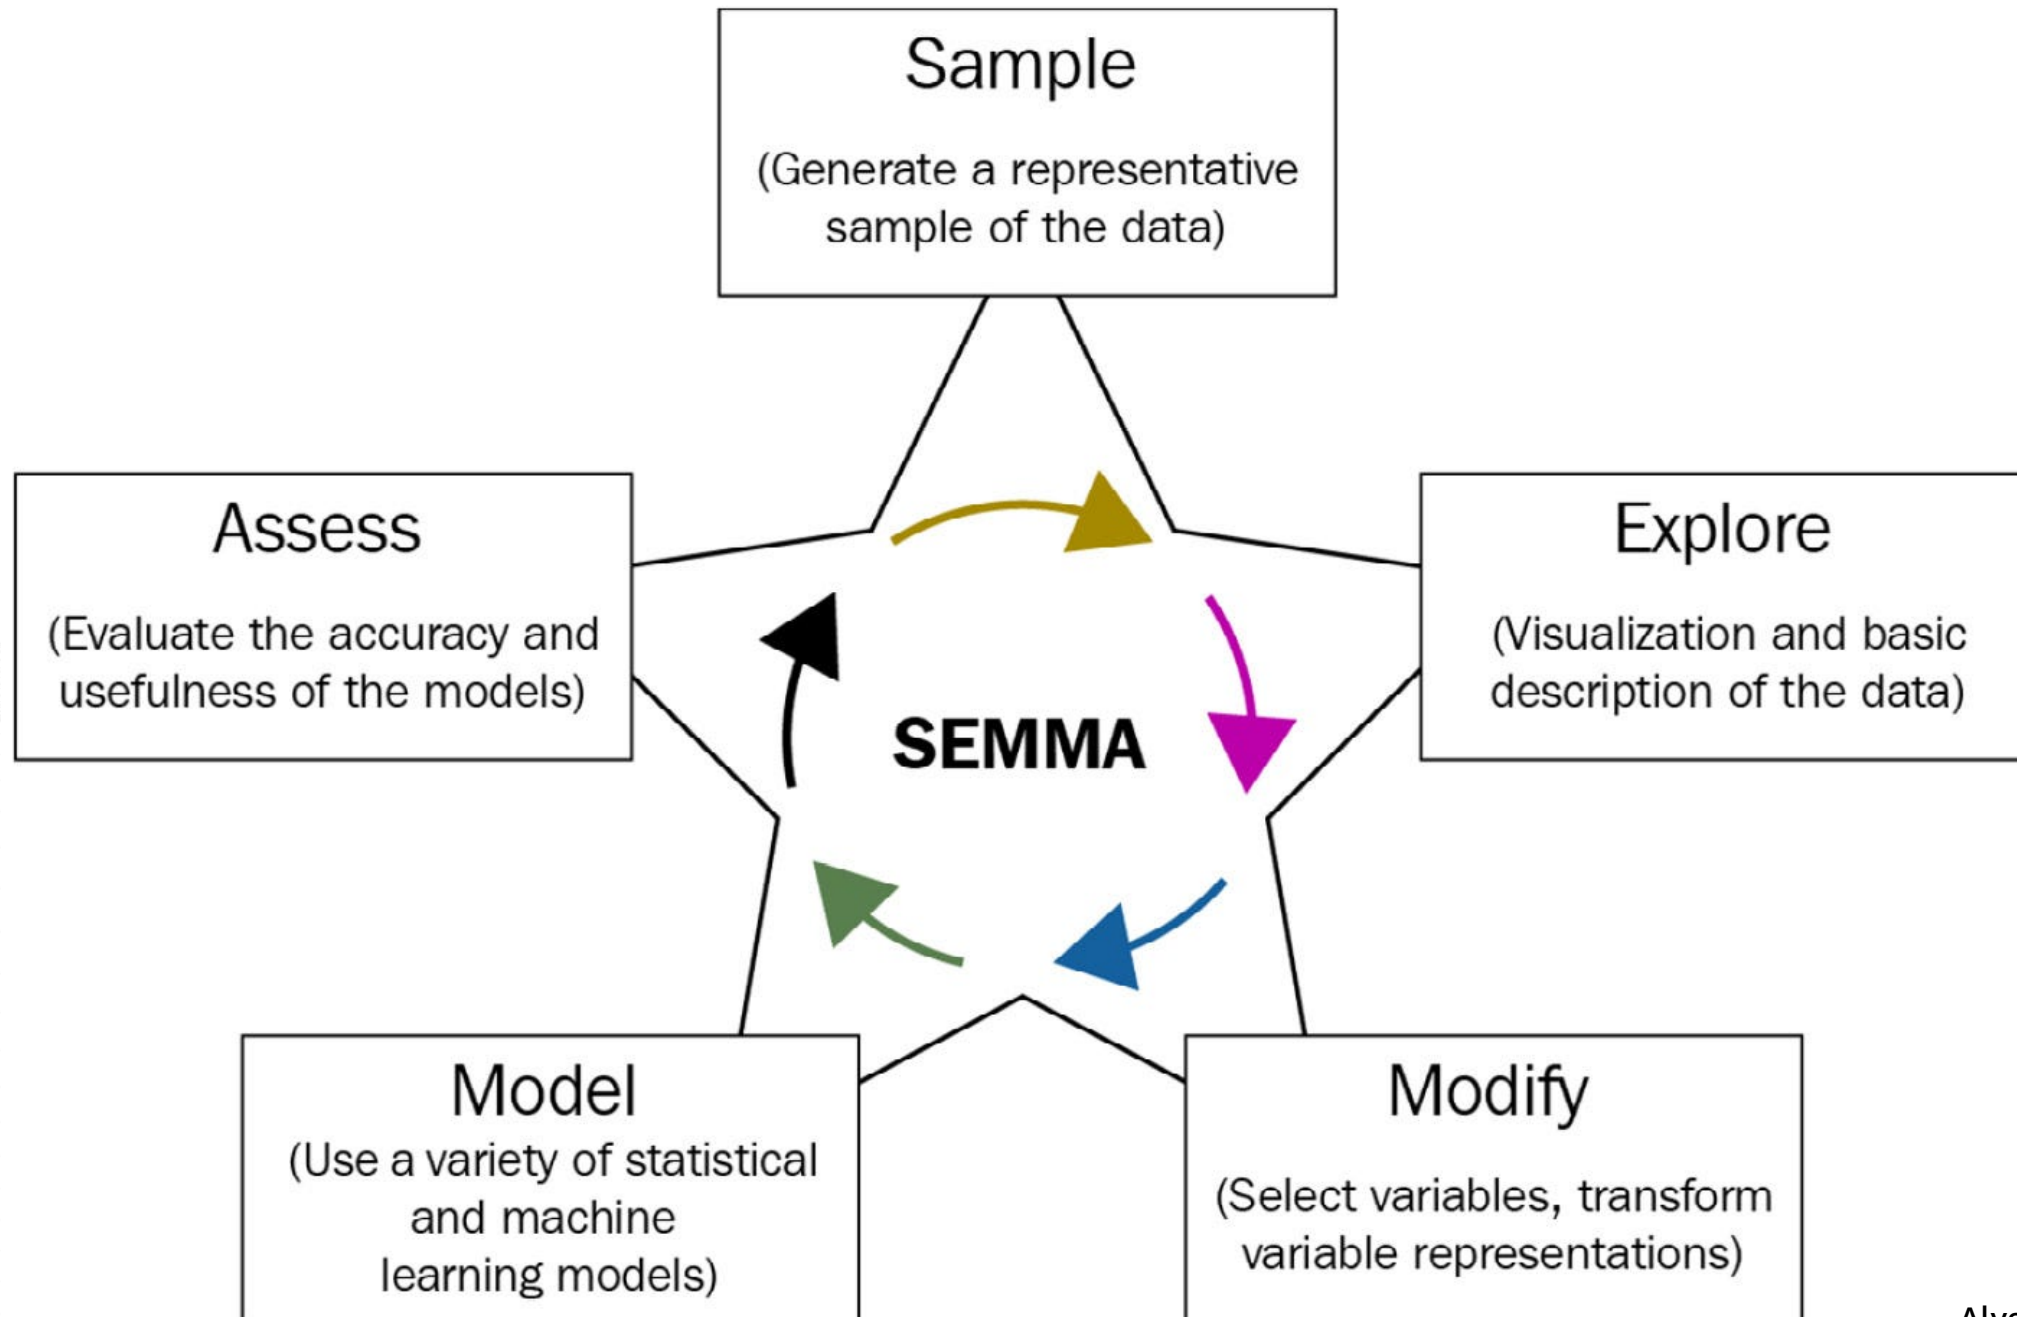 Sample
(Generate a representative
sample of the data)
Assess
(Evaluate the accuracy and
usefulness of the models)
Explore
(Visualization and basic
description of the data)
SEMMA
Model
(Use a variety of statistical
and machine
learning models)
Modify
(Select variables, transform
variable representations)